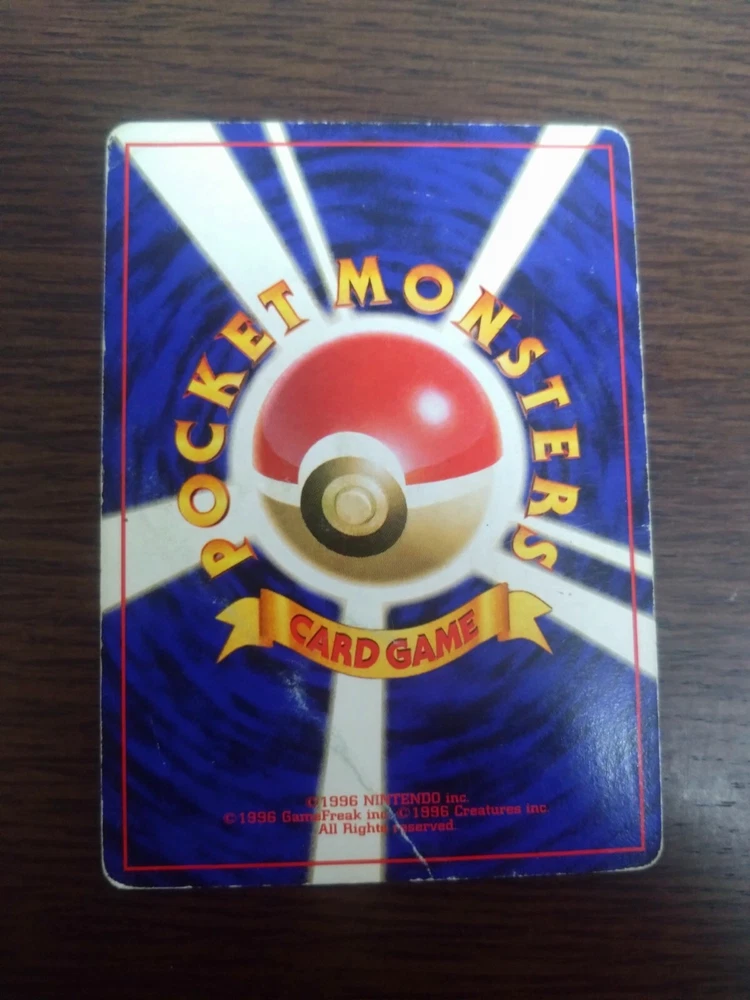 POCKET MONSTERS
CARD GAME
©1996 NINTENDO inc.
©1996 GameFreak inc. ©1996 Creatures inc.
All Rights reserved.